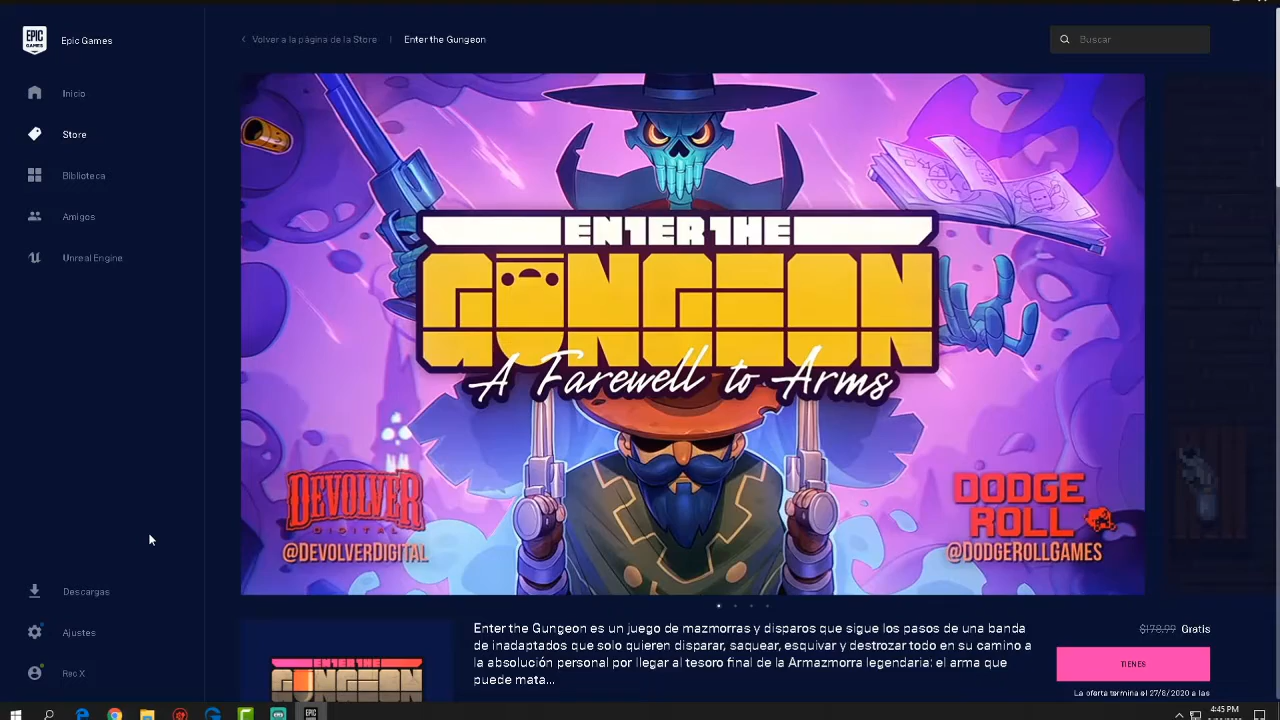 EPIC GAMES
Epic Games
Inicio
Store
Biblioteca
Amigos
Unreal Engine
Descargas
Ajustes
Rec X
Volver a la página de la Store
Enter the Gungeon
Buscar
ENTER THE
GUNGEON
A Farewell to Arms
DEVOLVER
DIGITAL
@DEVOLVERDIGITAL
DODGE
ROLL
@DODGEROLLGAMES
ENTER THE
GUNGEON
Enter the Gungeon es un juego de mazmorras y disparos que sigue los pasos de una banda
de inadaptados que solo quieren disparar, saquear, esquivar y destrozar todo en su camino a
la absolución personal por llegar al tesoro final de la Armazmorra legendaria: el arma que
puede mata...
$178.99 Gratis
TIENES
La oferta termina el 27/8/2020 a las
4:45 PM